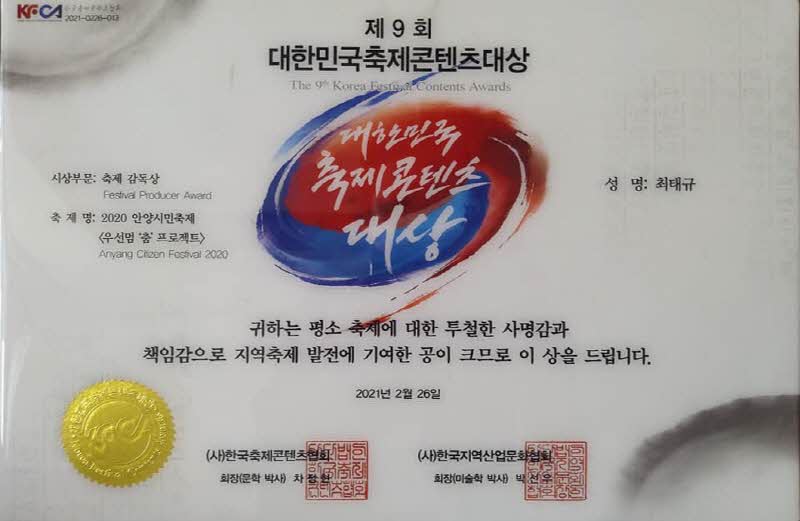 KFCA
2021-0226-013
제 9 회
대한민국축제콘텐츠대상
The 9th Korea Festival Contents Awards
대한민국
축제콘텐츠
대상
시상부문: 축제 감독상
Festival Producer Award
성 명: 최태규
축 제 명: 2020 안양시민축제
〈우선멈 '춤' 프로젝트〉
Anyang Citizen Festival 2020
귀하는 평소 축제에 대한 투철한 사명감과
책임감으로 지역축제 발전에 기여한 공이 크므로 이 상을 드립니다.
2021년 2월 26일
(사)한국축제콘텐츠협회
회장(문학 박사) 차정현
(사)한국지역산업문화협회
회장(미술학 박사) 박선우